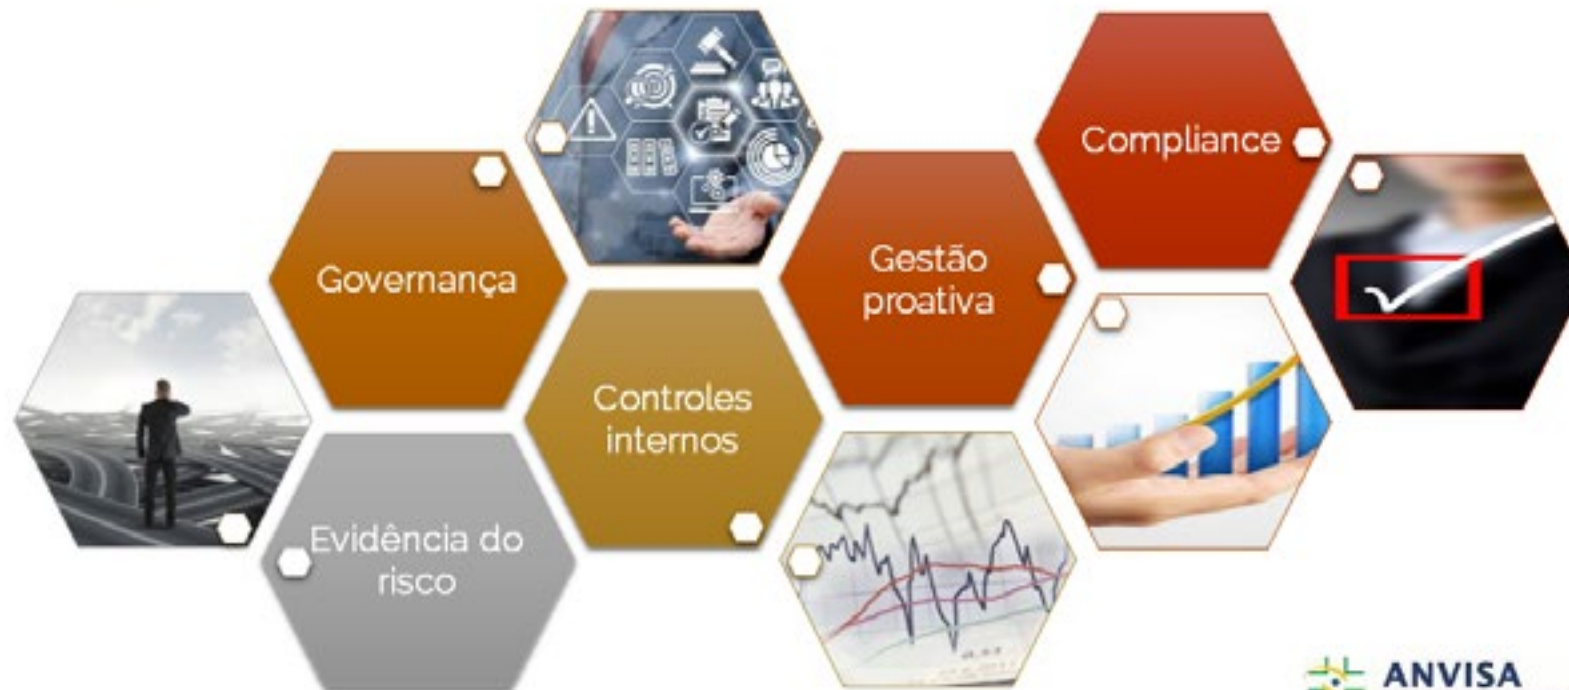 Compliance
Governança
Gestão
proativa
Controles
internos
Evidência do
risco
ANVISA